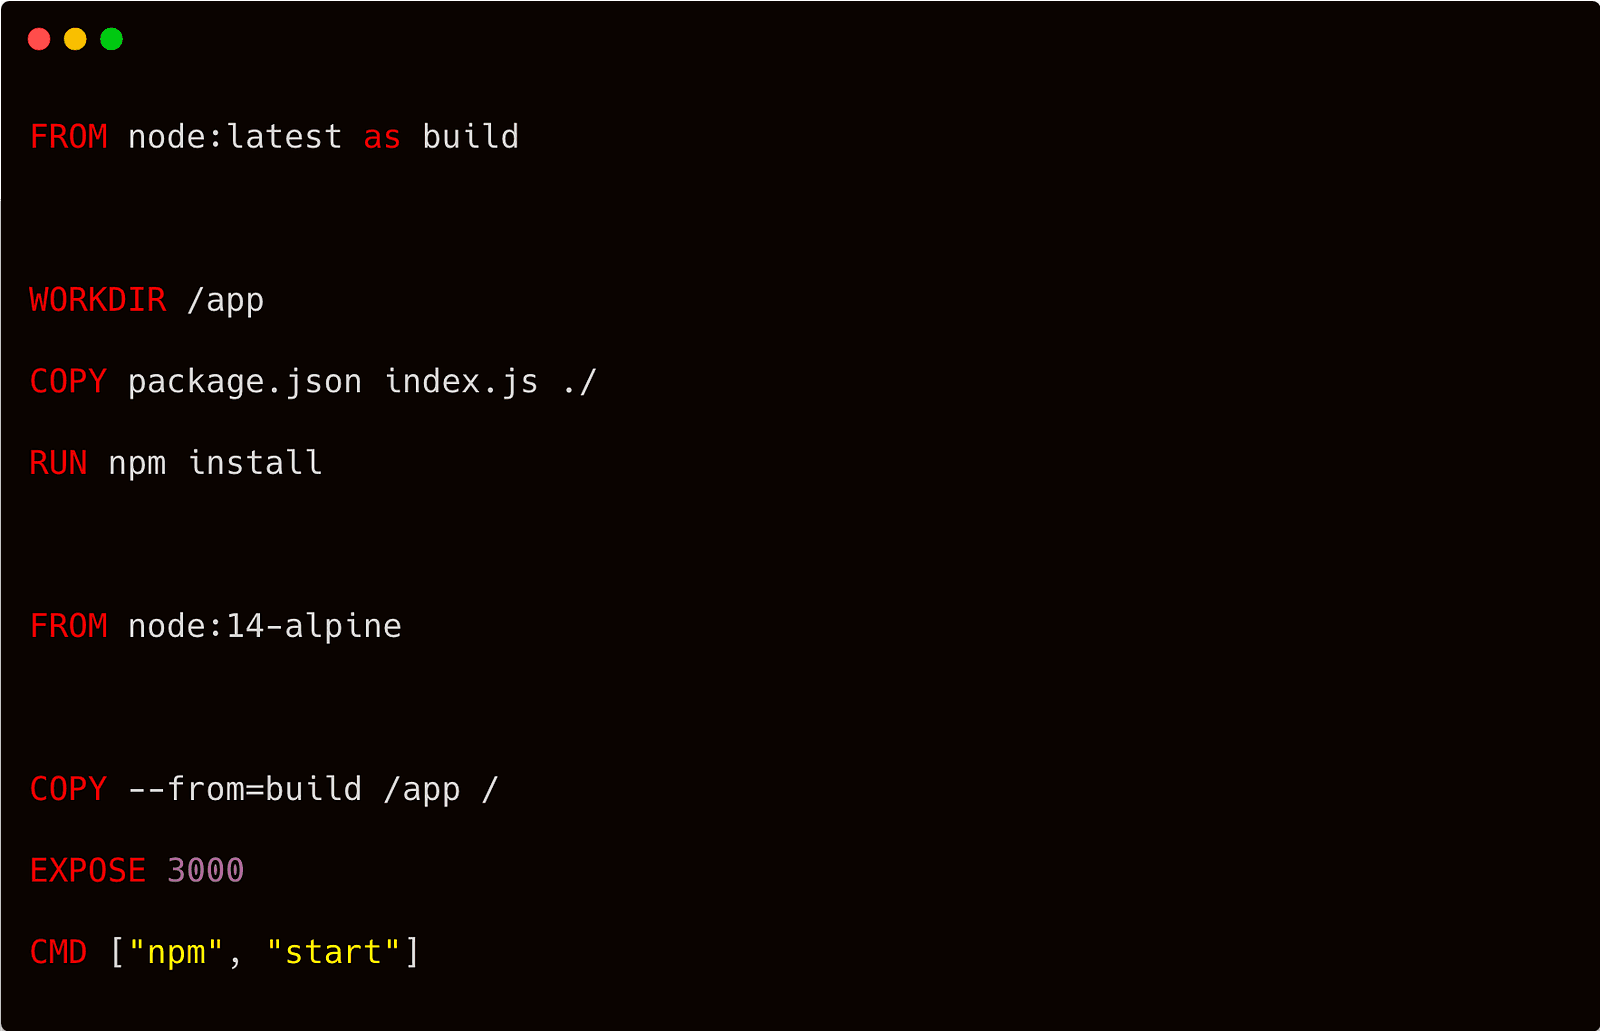 FROM node:latest as build
WORKDIR /app
COPY package.json index.js ./
RUN npm install
FROM node:14-alpine
COPY --from=build /app /
EXPOSE 3000
CMD ["npm", "start"]